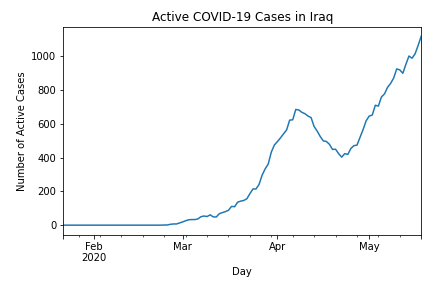 Active COVID-19 Cases in Iraq
Number of Active Cases
1000
800
600
400
200
0
Feb
2020
Mar
Apr
May
Day